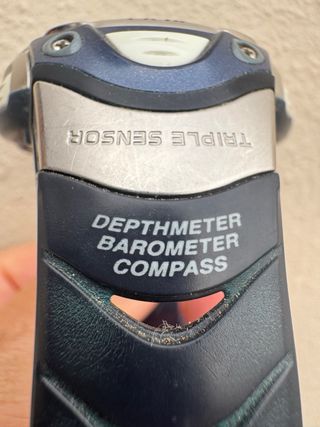 TRIPLE SENSOR
DEPTHMETER
BAROMETER
COMPASS